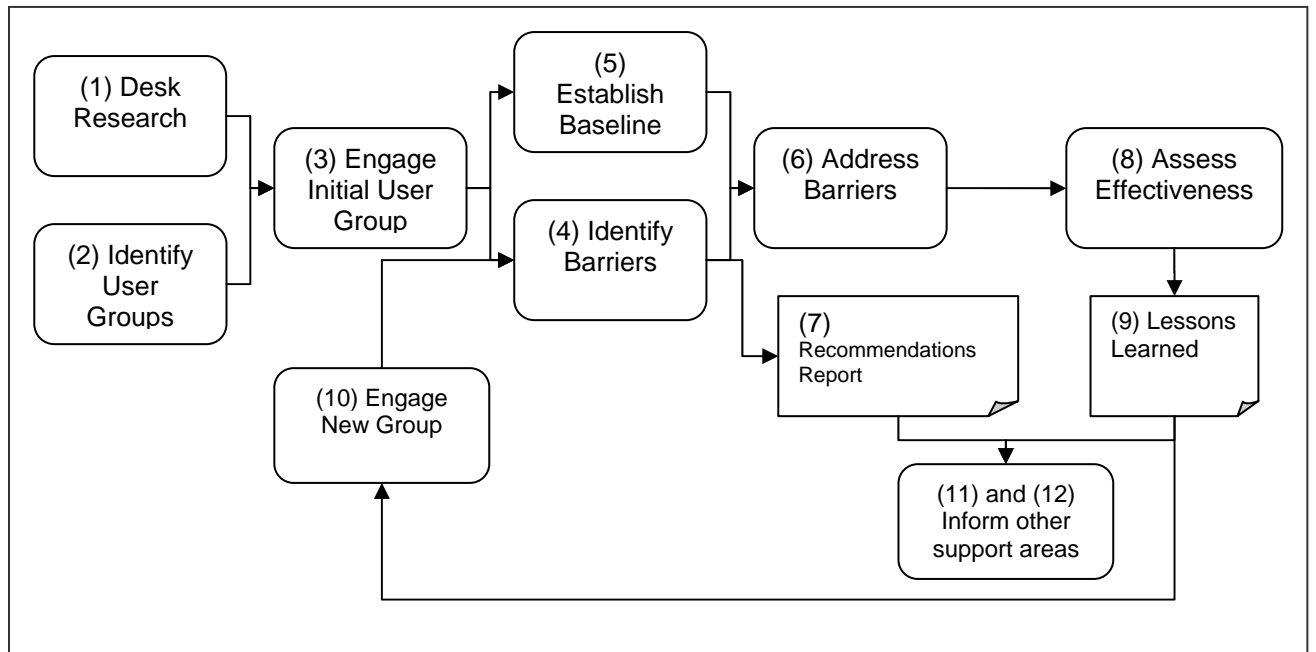 (1) Desk
Research
(2) Identify
User
Groups
(3) Engage
Initial User
Group
(5)
Establish
Baseline
(4) Identify
Barriers
(6) Address
Barriers
(8) Assess
Effectiveness
(7)
Recommendations
Report
(9) Lessons
Learned
(10) Engage
New Group
(11) and (12)
Inform other
support areas